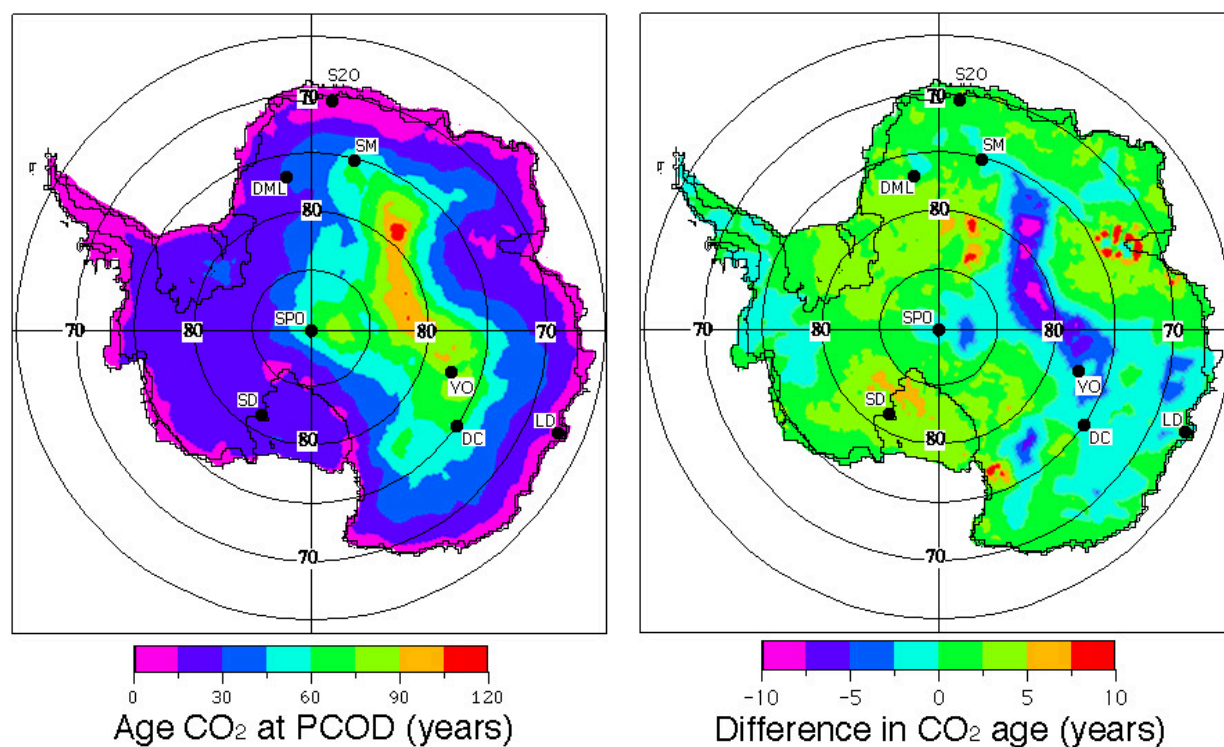 S2O
70
SM
DML
80
SPO
70
80
80
70
VO
SD
DC
LD
80
70
0
30
60
90
120
Age CO₂ at PCOD (years)
S2O
70
SM
DML
80
SPO
70
80
80
70
VO
SD
DC
LD
80
70
-10
-5
0
5
10
Difference in CO₂ age (years)